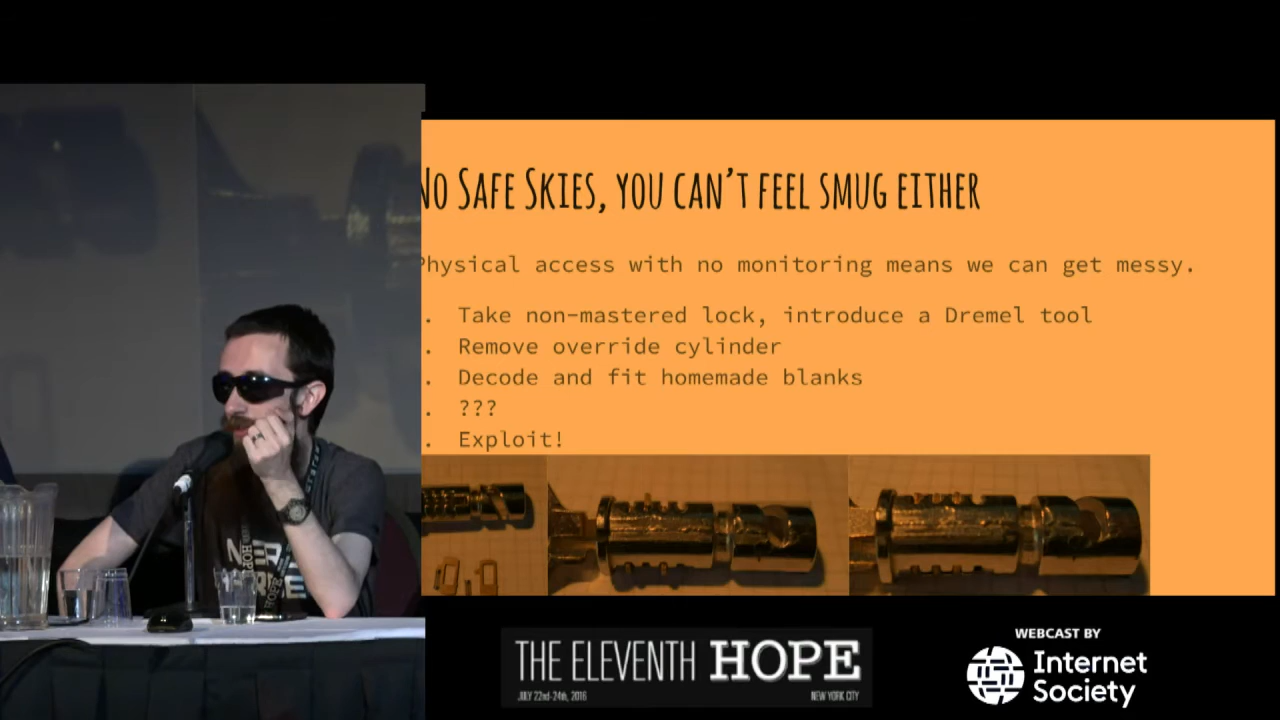 No Safe Skies, you can't feel smug either
Physical access with no monitoring means we can get messy.
. Take non-mastered lock, introduce a Dremel tool
. Remove override cylinder
. Decode and fit homemade blanks
. ???
. Exploit!
THE ELEVENTH HOPE
JULY 22nd-24th, 2016 NEW YORK CITY
WEBCAST BY
Internet
Society